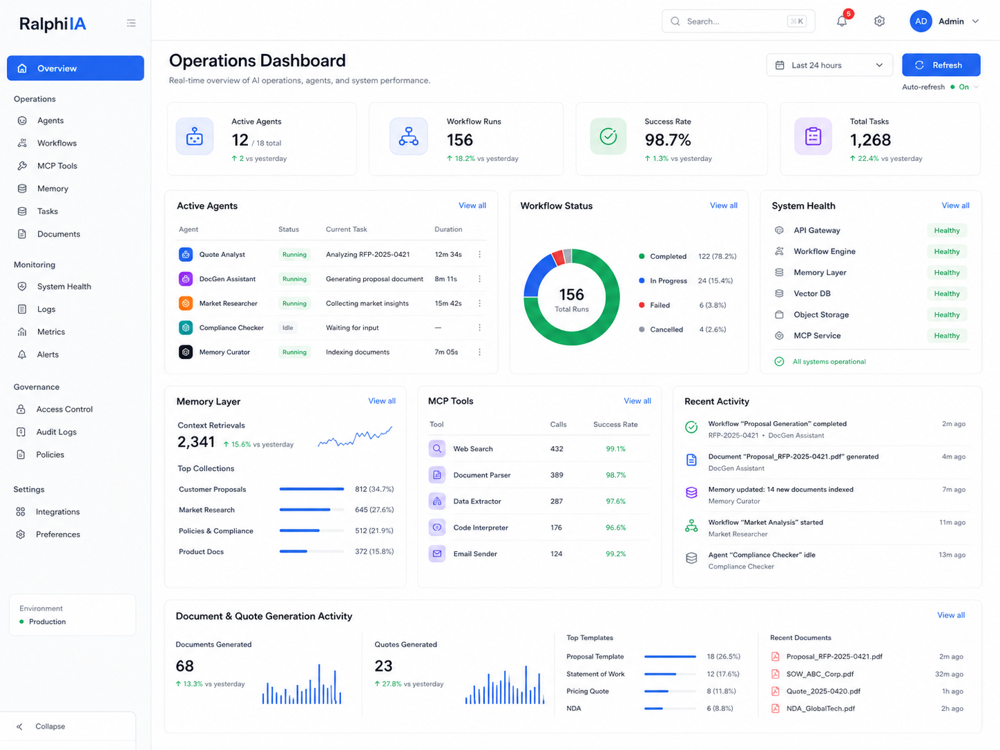 RalphiIA
Search...
⌘K
5
AD
Admin
Overview
Operations
Agents
Workflows
MCP Tools
Memory
Tasks
Documents
Monitoring
System Health
Logs
Metrics
Alerts
Governance
Access Control
Audit Logs
Policies
Settings
Integrations
Preferences
Environment
Production
Collapse
Operations Dashboard
Real-time overview of AI operations, agents, and system performance.
Last 24 hours
Refresh
Auto-refresh On
Active Agents
12 / 18 total
↑ 2 vs yesterday
Workflow Runs
156
↑ 18.2% vs yesterday
Success Rate
98.7%
↑ 1.3% vs yesterday
Total Tasks
1,268
↑ 22.4% vs yesterday
Active Agents View all
Agent Status Current Task Duration
Quote Analyst Running Analyzing RFP-2025-0421 12m 34s
DocGen Assistant Running Generating proposal document 8m 11s
Market Researcher Running Collecting market insights 15m 42s
Compliance Checker Idle Waiting for input —
Memory Curator Running Indexing documents 7m 05s
Workflow Status View all
156
Total Runs
Completed 122 (78.2%)
In Progress 24 (15.4%)
Failed 6 (3.8%)
Cancelled 4 (2.6%)
System Health View all
API Gateway Healthy
Workflow Engine Healthy
Memory Layer Healthy
Vector DB Healthy
Object Storage Healthy
MCP Service Healthy
All systems operational
Memory Layer View all
Context Retrievals
2,341 ↑ 15.6% vs yesterday
Top Collections
Customer Proposals 812 (34.7%)
Market Research 645 (27.6%)
Policies & Compliance 512 (21.9%)
Product Docs 372 (15.8%)
MCP Tools View all
Tool Calls Success Rate
Web Search 432 99.1%
Document Parser 389 98.7%
Data Extractor 287 97.6%
Code Interpreter 176 96.6%
Email Sender 124 99.2%
Recent Activity
Workflow “Proposal Generation” completed 2m ago
RFP-2025-0421 • DocGen Assistant
Document “Proposal_RFP-2025-0421.pdf” generated 4m ago
DocGen Assistant
Memory updated: 14 new documents indexed 7m ago
Memory Curator
Workflow “Market Analysis” started 11m ago
Market Researcher
Agent “Compliance Checker” idle 13m ago
Compliance Checker
Document & Quote Generation Activity View all
Documents Generated
68
↑ 13.3% vs yesterday
Quotes Generated
23
↑ 27.8% vs yesterday
Top Templates
Proposal Template 18 (26.5%)
Statement of Work 12 (17.6%)
Pricing Quote 8 (11.8%)
NDA 6 (8.8%)
Recent Documents
Proposal_RFP-2025-0421.pdf 2m ago
SOW_ABC_Corp.pdf 32m ago
Quote_2025-0420.pdf 1h ago
NDA_GlobalTech.pdf 2h ago